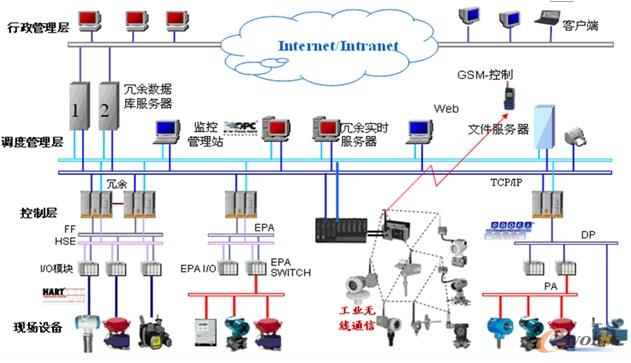 行政管理层
Internet/Intranet
客户端
GSM-控制
1
2
冗余数据
库服务器
监控
管理站
OPC
冗余实时
服务器
Web
文件服务器
调度管理层
TCP/IP
冗余
控制层
FF
HSE
EPA
DP
I/O模块
EPA I/O
EPA
SWITCH
PA
HART
工业无
线通信
现场设备